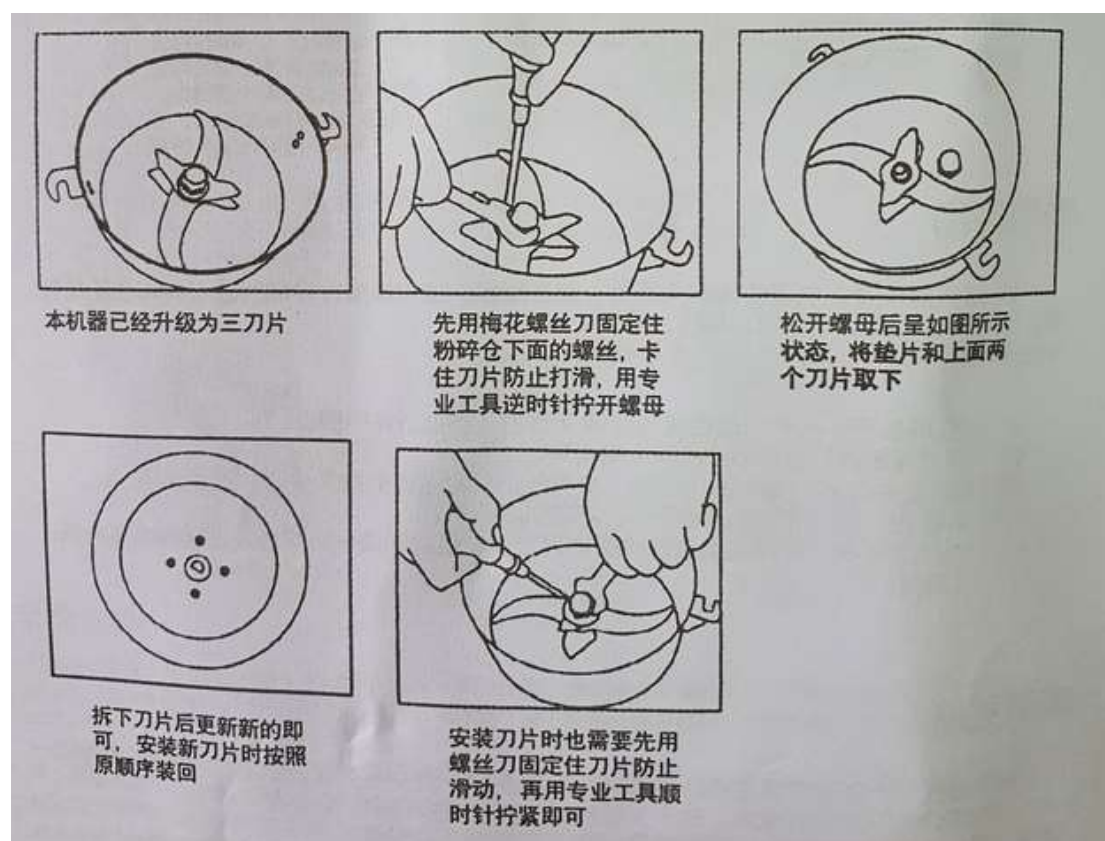 本机器已经升级为三刀片
先用梅花螺丝刀固定住
粉碎仓下面的螺丝，卡
住刀片防止打滑，用专
业工具逆时针拧开螺母
松开螺母后呈如图所示
状态，将垫片和上面两
个刀片取下
拆下刀片后更新新的即
可，安装新刀片时按照
原顺序装回
安装刀片时也需要先用
螺丝刀固定住刀片防止
滑动，再用专业工具顺
时针拧紧即可